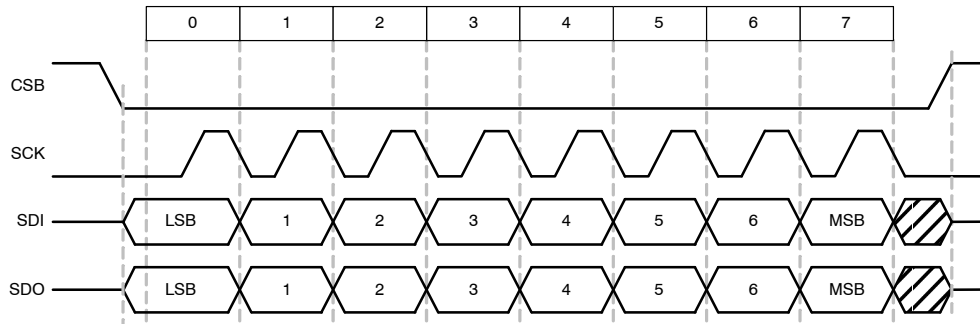 0 1 2 3 4 5 6 7
CSB
SCK
SDI LSB 1 2 3 4 5 6 MSB
SDO LSB 1 2 3 4 5 6 MSB